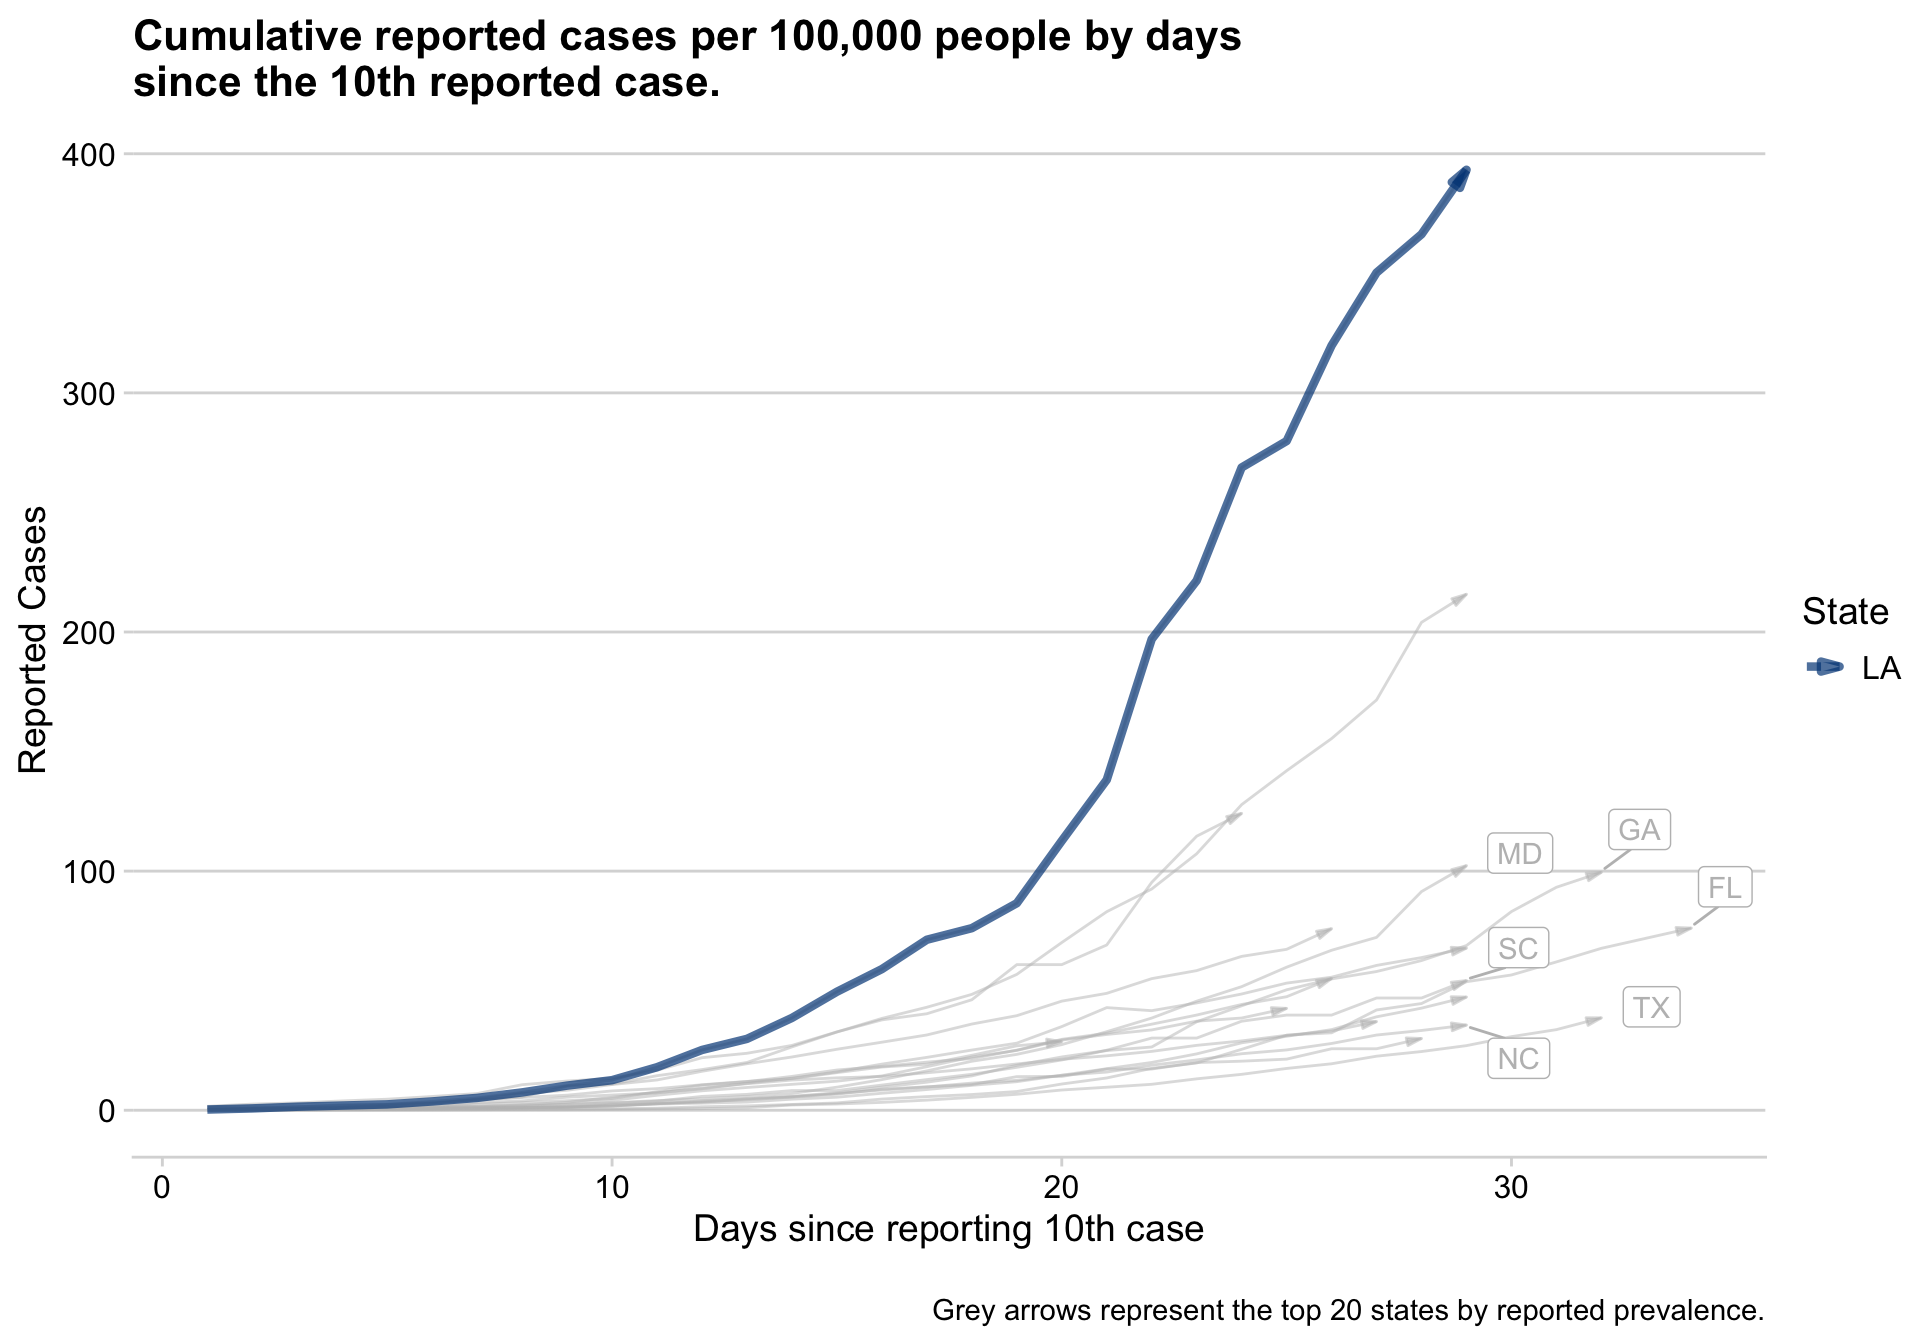 Cumulative reported cases per 100,000 people by days
since the 10th reported case.
400
300
200
100
0
Reported Cases
GA
MD
FL
SC
TX
NC
State
LA
0
10
20
30
Days since reporting 10th case
Grey arrows represent the top 20 states by reported prevalence.